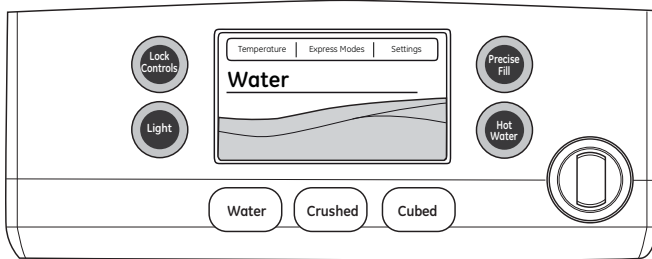 Lock
Controls
Light
Temperature Express Modes Settings
Water
Precise
Fill
Hot
Water
Water Crushed Cubed